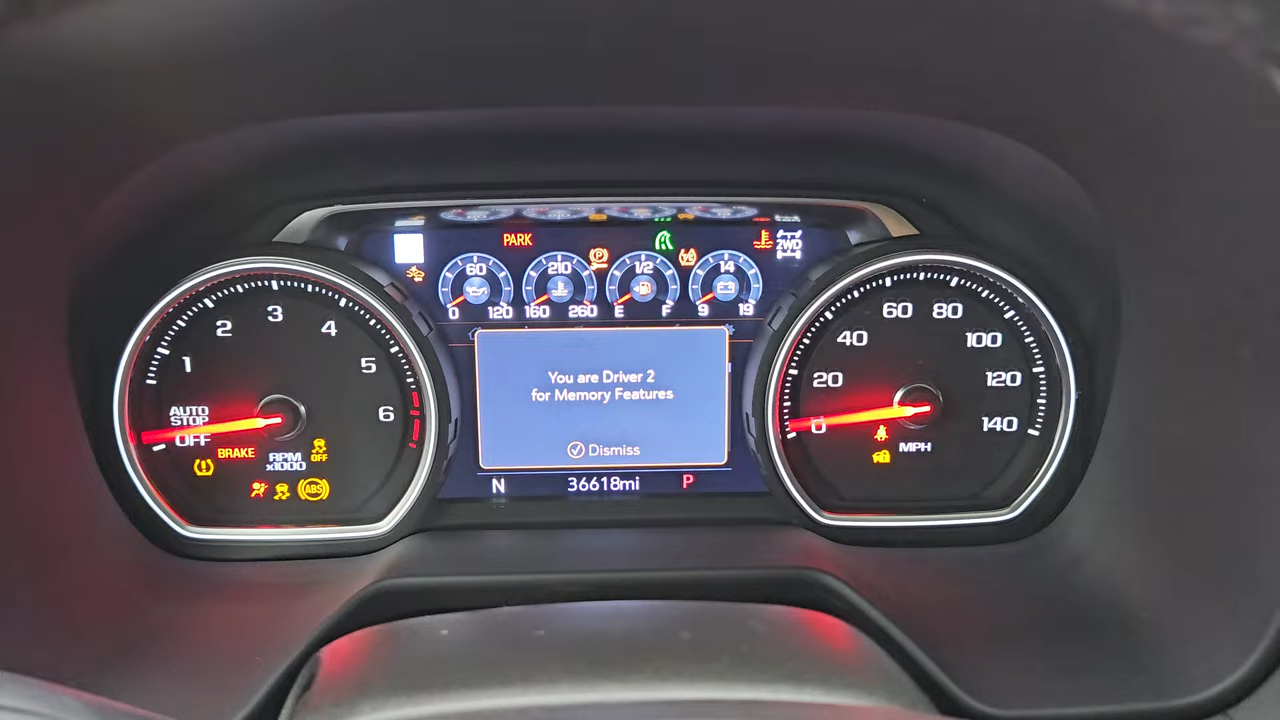 PARK
2WD
60
0 120
210
160 260
1/2
E F
14
9 19
1
2
3
4
5
6
AUTO
STOP
OFF
BRAKE
RPM
x1000
OFF
ABS
You are Driver 2
for Memory Features
Dismiss
N 36618mi P
0
20
40
60
80
100
120
140
MPH